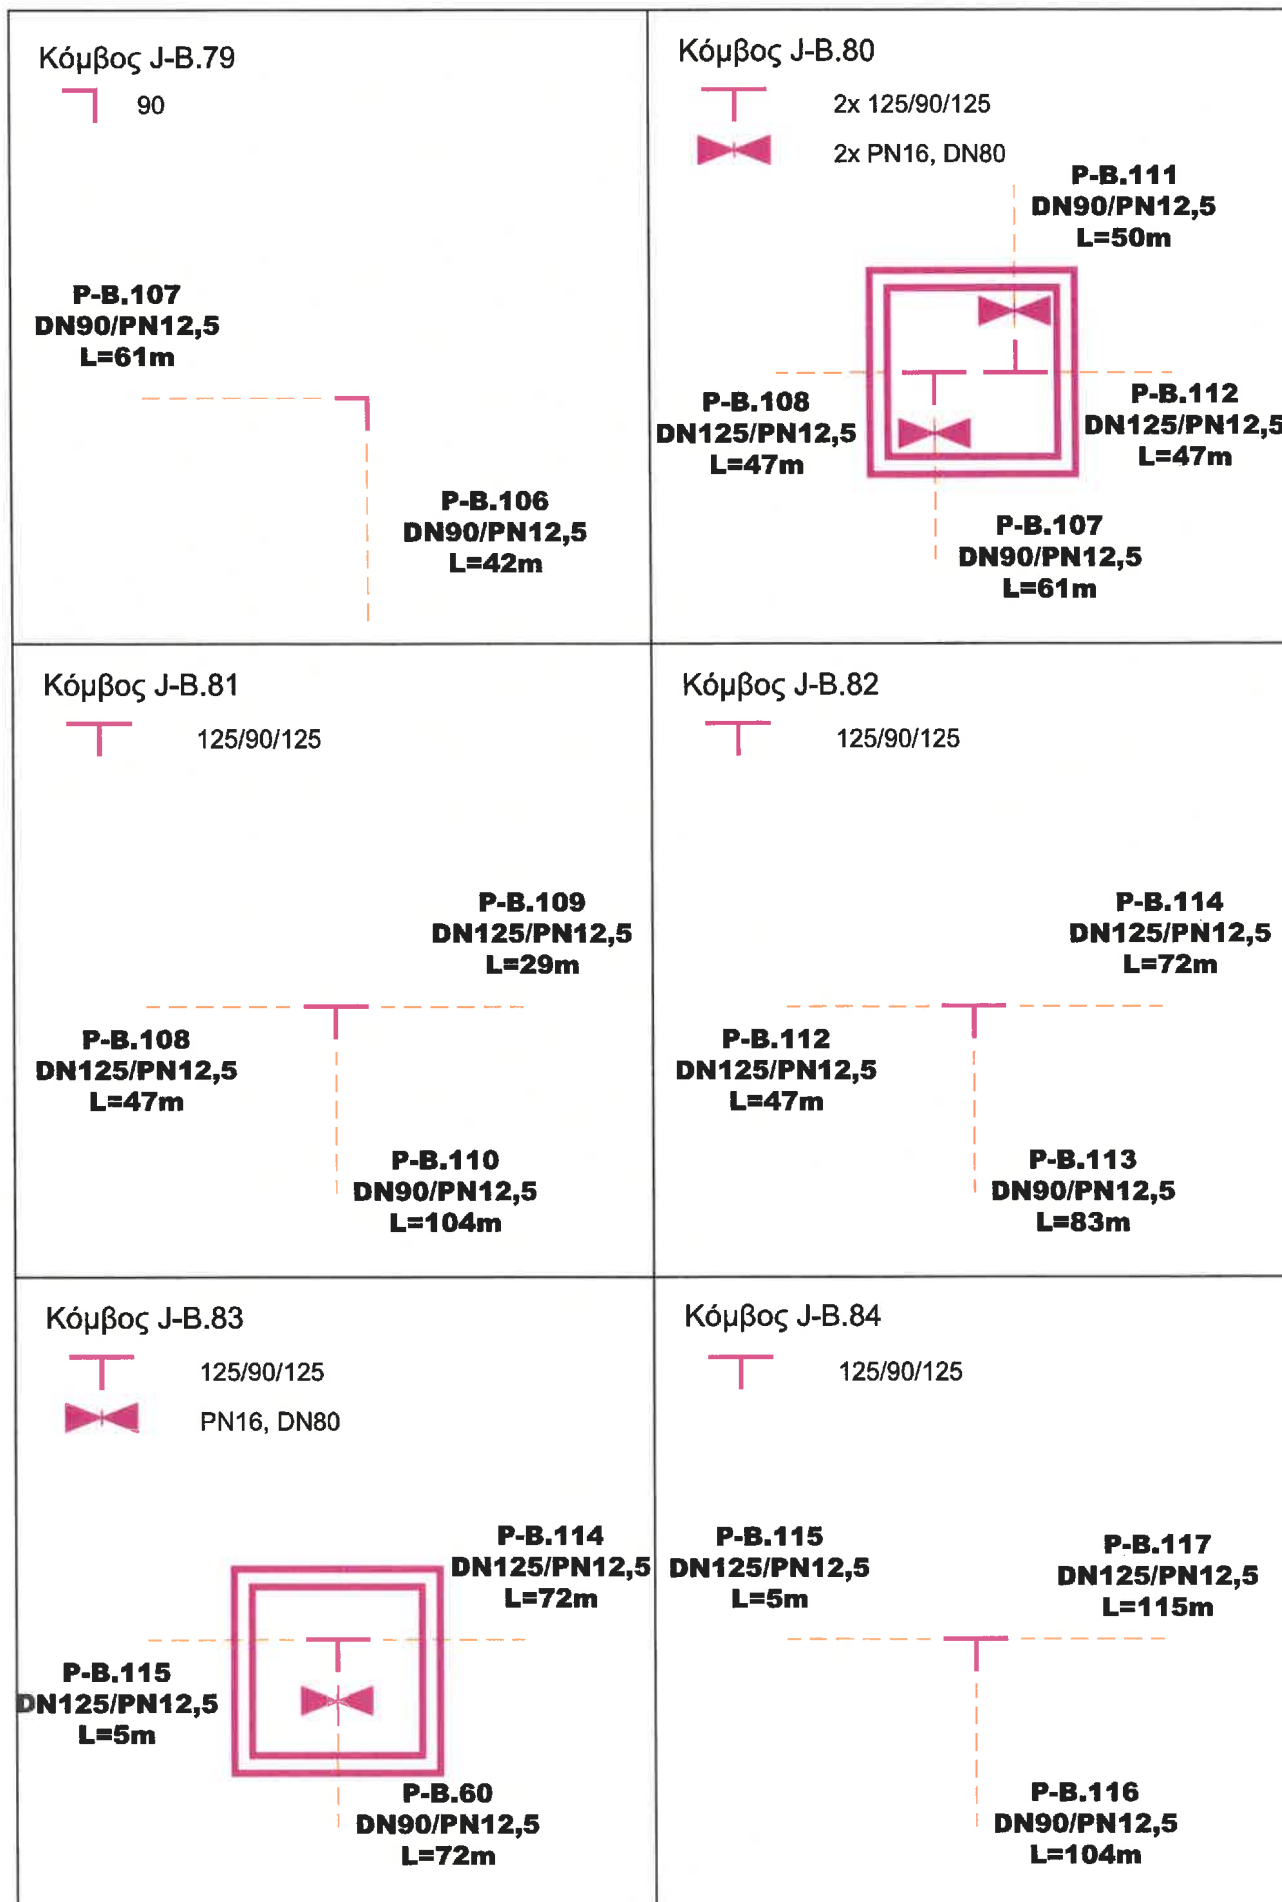 Κόμβος J-B.79
90
P-B.107
DN90/PN12,5
L=61m
P-B.106
DN90/PN12,5
L=42m
Κόμβος J-B.80
2x 125/90/125
2x PN16, DN80
P-B.111
DN90/PN12,5
L=50m
P-B.108
DN125/PN12,5
L=47m
P-B.112
DN125/PN12,5
L=47m
P-B.107
DN90/PN12,5
L=61m
Κόμβος J-B.81
125/90/125
P-B.109
DN125/PN12,5
L=29m
P-B.108
DN125/PN12,5
L=47m
P-B.110
DN90/PN12,5
L=104m
Κόμβος J-B.82
125/90/125
P-B.114
DN125/PN12,5
L=72m
P-B.112
DN125/PN12,5
L=47m
P-B.113
DN90/PN12,5
L=83m
Κόμβος J-B.83
125/90/125
PN16, DN80
P-B.114
DN125/PN12,5
L=72m
P-B.115
DN125/PN12,5
L=5m
P-B.60
DN90/PN12,5
L=72m
Κόμβος J-B.84
125/90/125
P-B.115
DN125/PN12,5
L=5m
P-B.117
DN125/PN12,5
L=115m
P-B.116
DN90/PN12,5
L=104m